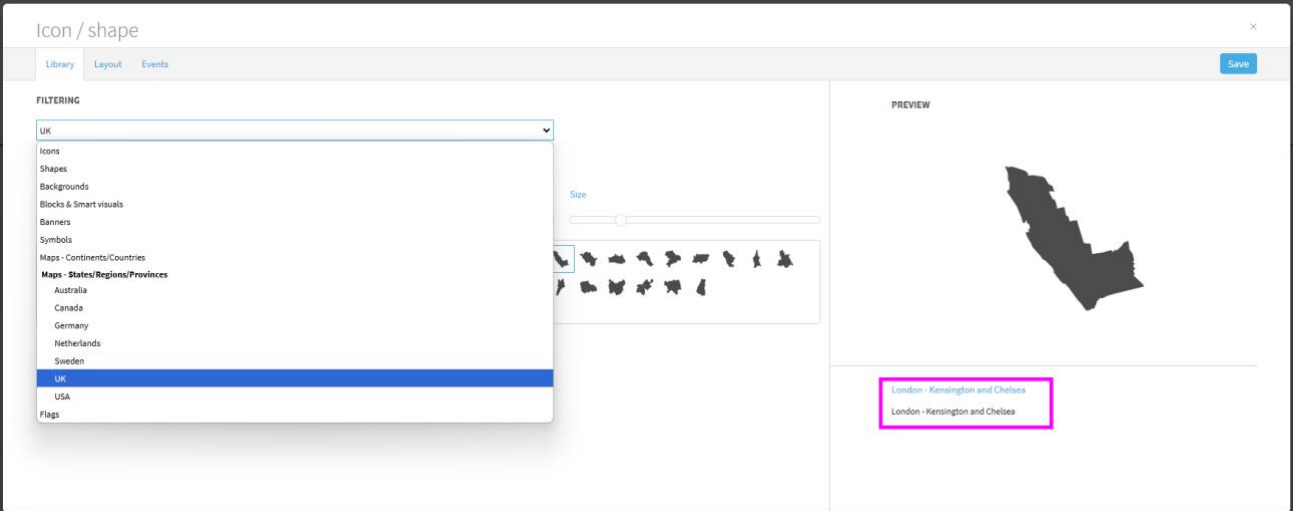 Icon / shape
×
Library Layout Events
Save
FILTERING
UK
Icons
Shapes
Backgrounds
Blocks & Smart visuals
Banners
Symbols
Maps - Continents/Countries
Maps - States/Regions/Provinces
Australia
Canada
Germany
Netherlands
Sweden
UK
USA
Flags
Size
PREVIEW
London - Kensington and Chelsea
London - Kensington and Chelsea